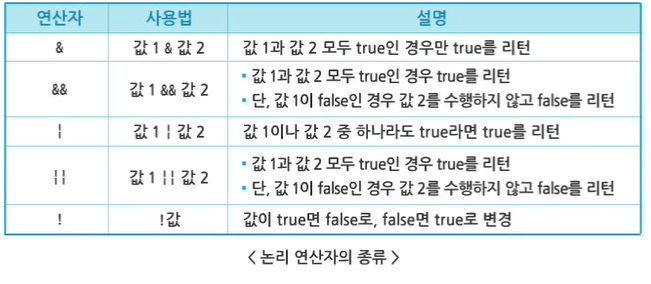 연산자 사용법 설명
& 값 1 & 값 2 값 1과 값 2 모두 true인 경우만 true를 리턴
&& 값 1 && 값 2 ▪ 값 1과 값 2 모두 true인 경우 true를 리턴
▪ 단, 값 1이 false인 경우 값 2를 수행하지 않고 false를 리턴
¦ 값 1 ¦ 값 2 값 1이나 값 2 중 하나라도 true라면 true를 리턴
¦¦ 값 1 ¦¦ 값 2 ▪ 값 1과 값 2 모두 true인 경우 true를 리턴
▪ 단, 값 1이 false인 경우 값 2를 수행하지 않고 false를 리턴
! !값 값이 true면 false로, false면 true로 변경
< 논리 연산자의 종류 >